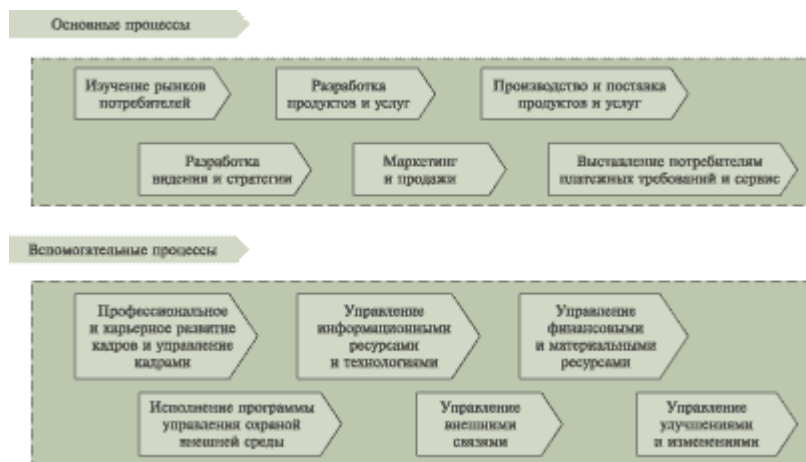 Основные процессы
Изучение рынков
потребителей
Разработка
продуктов и услуг
Производство и поставка
продуктов и услуг
Разработка
видения и стратегии
Маркетинг
и продажи
Выставление потребителям
платежных требований и сервис
Вспомогательные процессы
Профессиональное
и карьерное развитие
кадров и управление
кадрами
Управление
информационными
ресурсами
и технологиями
Управление
финансовыми
и материальными
ресурсами
Исполнение программы
управления охраной
внешней среды
Управление
внешними
связями
Управление
улучшениями
и изменениями